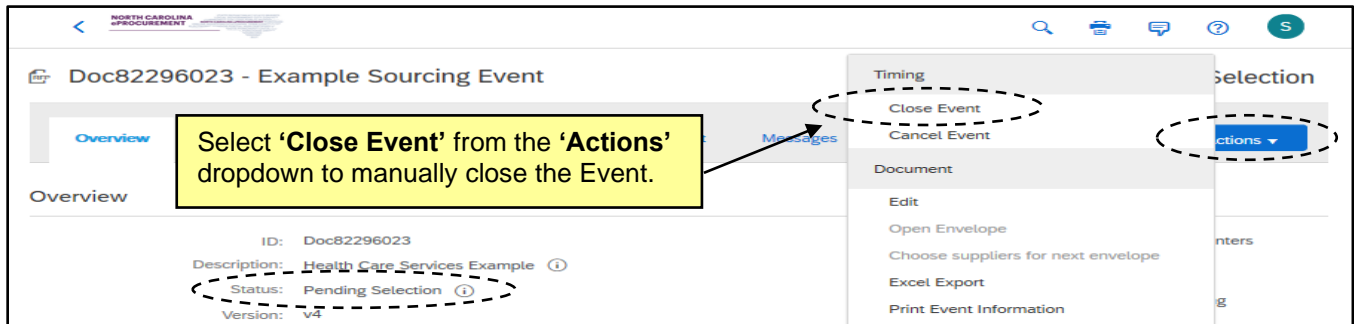 NORTH CAROLINA
ePROCUREMENT
S
Doc82296023 - Example Sourcing Event
Selection
Timing
Close Event
Cancel Event
Overview
Messages
ctions
Select ‘Close Event’ from the ‘Actions’
dropdown to manually close the Event.
Document
Overview
Edit
ID: Doc82296023
Open Envelope
nters
Description: Health Care Services Example
Choose suppliers for next envelope
Status: Pending Selection
Excel Export
g
Version: v4
Print Event Information